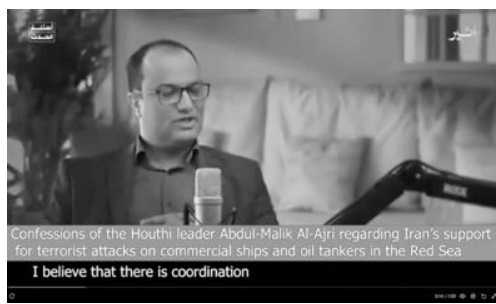 أثير
Confessions of the Houthi leader Abdul-Malik Al-Ajri regarding Iran's support
for terrorist attacks on commercial ships and oil tankers in the Red Sea
I believe that there is coordination